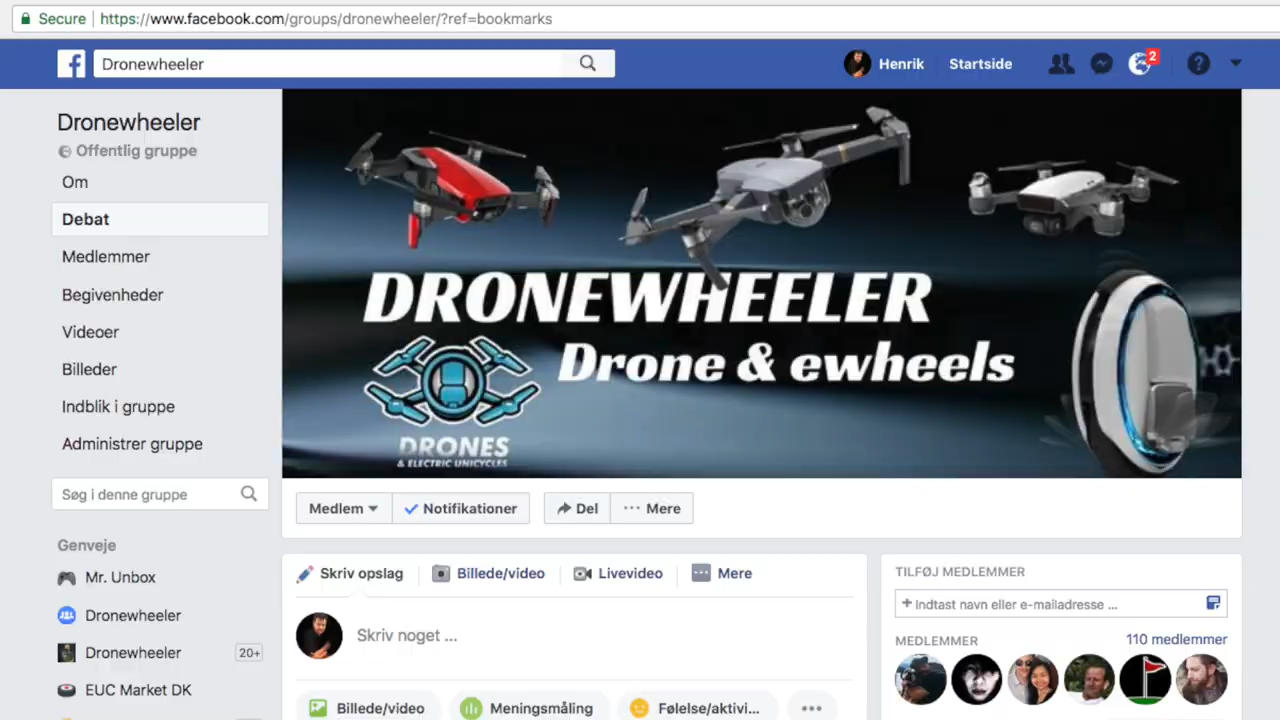 Secure https://www.facebook.com/groups/dronewheeler/?ref=bookmarks
Dronewheeler
Henrik Startside 2
Dronewheeler
Offentlig gruppe
Om
Debat
Medlemmer
Begivenheder
Videoer
Billeder
Indblik i gruppe
Administrer gruppe
Søg i denne gruppe
Genveje
Mr. Unbox
Dronewheeler
Dronewheeler 20+
EUC Market DK
DRONEWHEELER
Drone & ewheels
DRONES
& ELECTRIC UNICYCLES
Medlem Notifikationer Del ··· Mere
Skriv opslag Billede/video Livevideo Mere
Skriv noget ...
Billede/video Meningsmåling Følelse/aktivi... •••
TILFØJ MEDLEMMER
+ Indtast navn eller e-mailadresse ...
MEDLEMMER 110 medlemmer